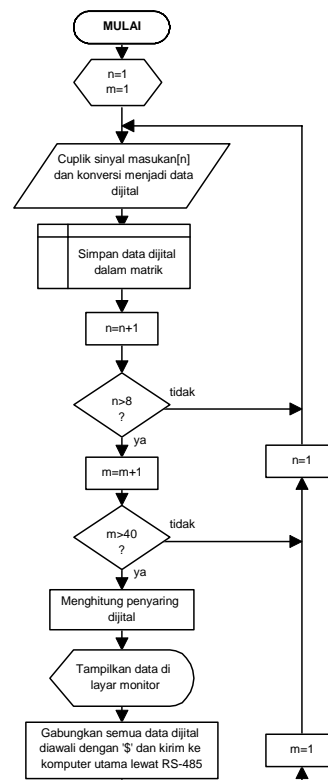 MULAI
n=1
m=1
Cuplik sinyal masukan[n]
dan konversi menjadi data
dijital
Simpan data dijital
dalam matrik
n=n+1
n>8
?
tidak
ya
m=m+1
n=1
m>40
?
tidak
ya
Menghitung penyaring
dijital
Tampilkan data di
layar monitor
Gabungkan semua data dijital
diawali dengan '$' dan kirim ke
komputer utama lewat RS-485
m=1